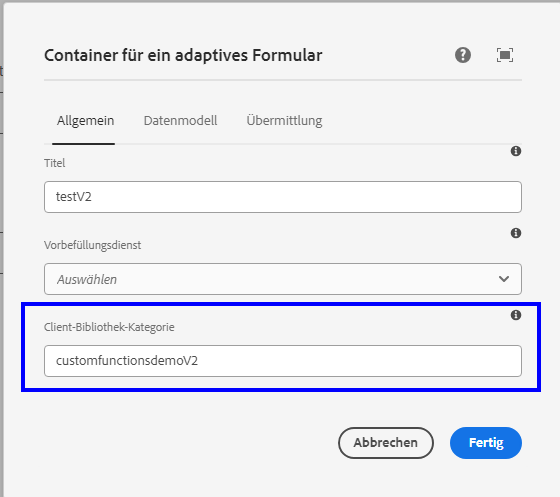 Container für ein adaptives Formular
Allgemein Datenmodell Übermittlung
Titel
testV2
Vorbefüllungsdienst
Auswählen
Client-Bibliothek-Kategorie
customfunctionsdemoV2
Abbrechen Fertig